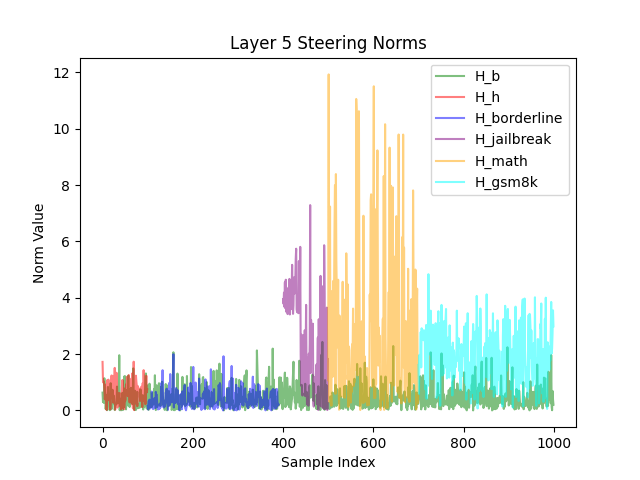 Layer 5 Steering Norms
12
10
8
6
4
2
0
Norm Value
H_b
H_h
H_borderline
H_jailbreak
H_math
H_gsm8k
0 200 400 600 800 1000
Sample Index